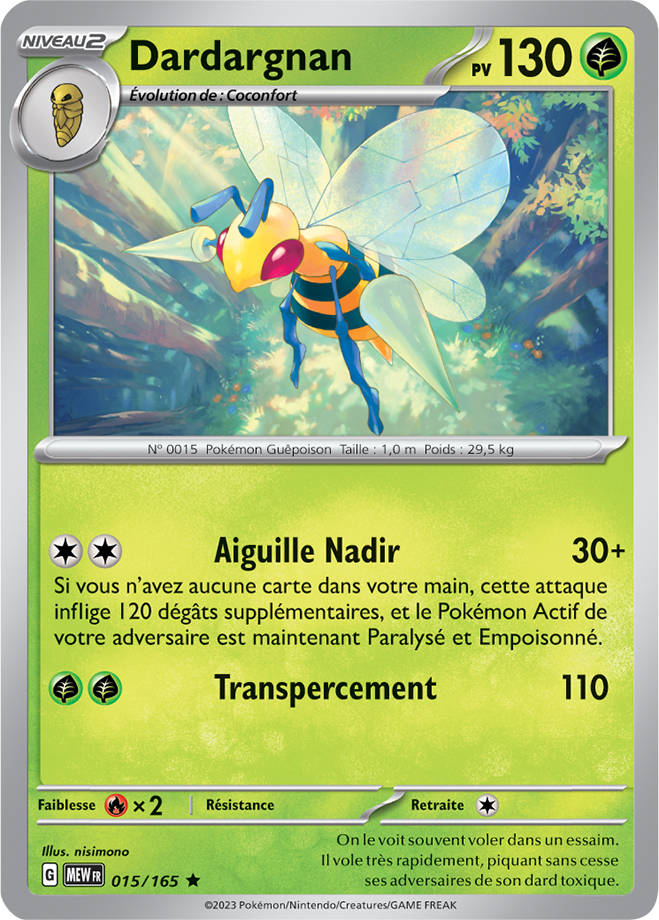 NIVEAU 2
Dardargnan
PV 130
Évolution de : Coconfort
N° 0015 Pokémon Guêpoison Taille : 1,0 m Poids : 29,5 kg
Aiguille Nadir 30+
Si vous n'avez aucune carte dans votre main, cette attaque
inflige 120 dégâts supplémentaires, et le Pokémon Actif de
votre adversaire est maintenant Paralysé et Empoisonné.
Transpercement 110
Faiblesse ×2 Résistance Retraite
Illus. nisimono
On le voit souvent voler dans un essaim.
Il vole très rapidement, piquant sans cesse
ses adversaires de son dard toxique.
G MEW FR 015/165 ★
©2023 Pokémon/Nintendo/Creatures/GAME FREAK